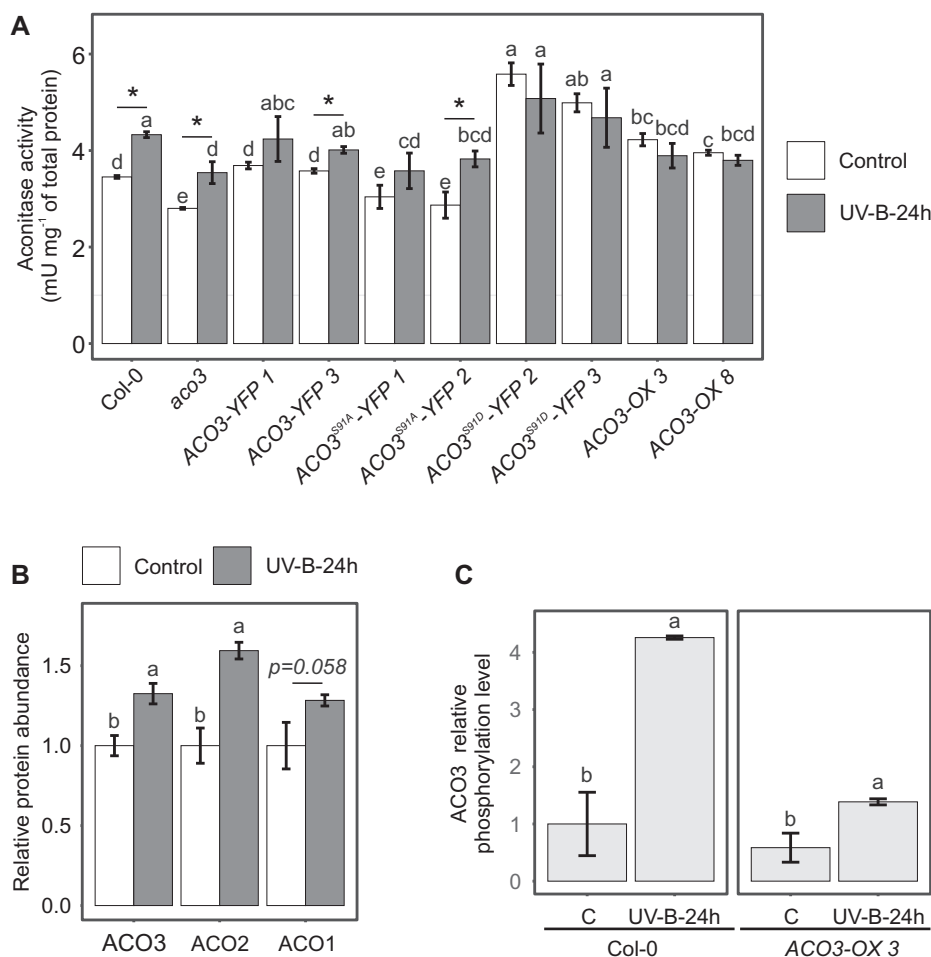 A
Aconitase activity
(mU mg⁻¹ of total protein)
6
4
2
0
* * * *
d a e d d abc d ab e cd e bcd a a ab a bc bcd c bcd
Col-0
aco3
ACO3-YFP 1
ACO3-YFP 3
ACO3S91A-YFP 1
ACO3S91A-YFP 2
ACO3S91D-YFP 2
ACO3S91D-YFP 3
ACO3-OX 3
ACO3-OX 8
Control
UV-B-24h
B
Control UV-B-24h
Relative protein abundance
1.5
1.0
0.5
0.0
b a b a p=0.058
ACO3 ACO2 ACO1
C
ACO3 relative
phosphorylation level
4
4
2
1
0
b a b a
C UV-B-24h C UV-B-24h
Col-0 ACO3-OX 3